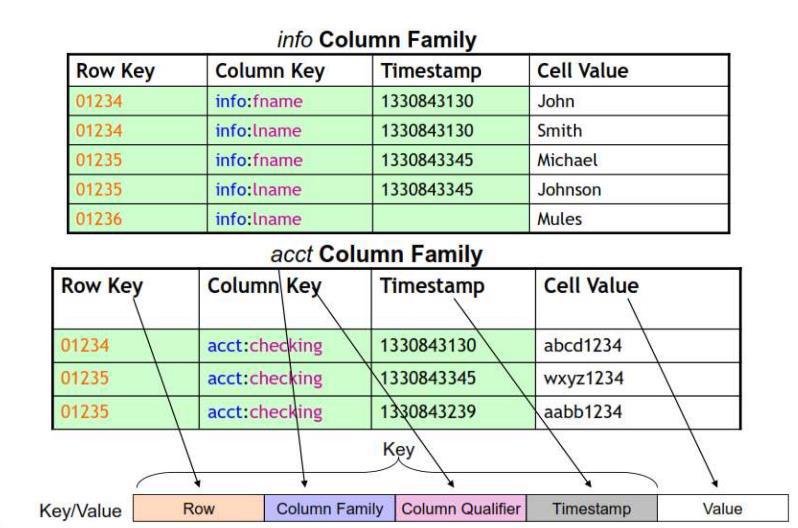 info Column Family
Row Key Column Key Timestamp Cell Value
01234 info:fname 1330843130 John
01234 info:lname 1330843130 Smith
01235 info:fname 1330843345 Michael
01235 info:lname 1330843345 Johnson
01236 info:lname Mules
acct Column Family
Row Key Column Key Timestamp Cell Value
01234 acct:checking 1330843130 abcd1234
01235 acct:checking 1330843345 wxyz1234
01235 acct:checking 1330843239 aabb1234
Key
Key/Value Row Column Family Column Qualifier Timestamp Value